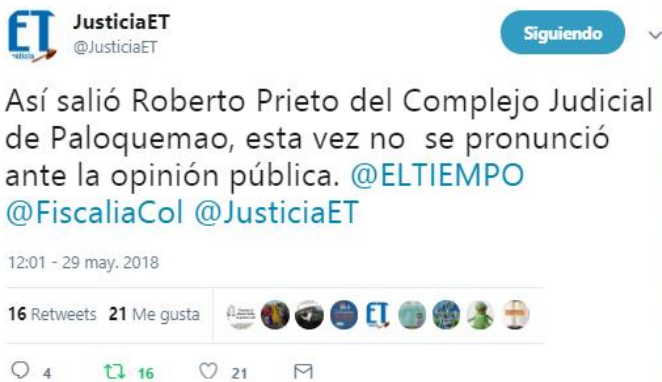 JusticiaET
@JusticiaET
Siguiendo
Así salió Roberto Prieto del Complejo Judicial
de Paloquemao, esta vez no se pronunció
ante la opinión pública. @ELTIEMPO
@FiscaliaCol @JusticiaET
12:01 - 29 may. 2018
16 Retweets 21 Me gusta
4 16 21